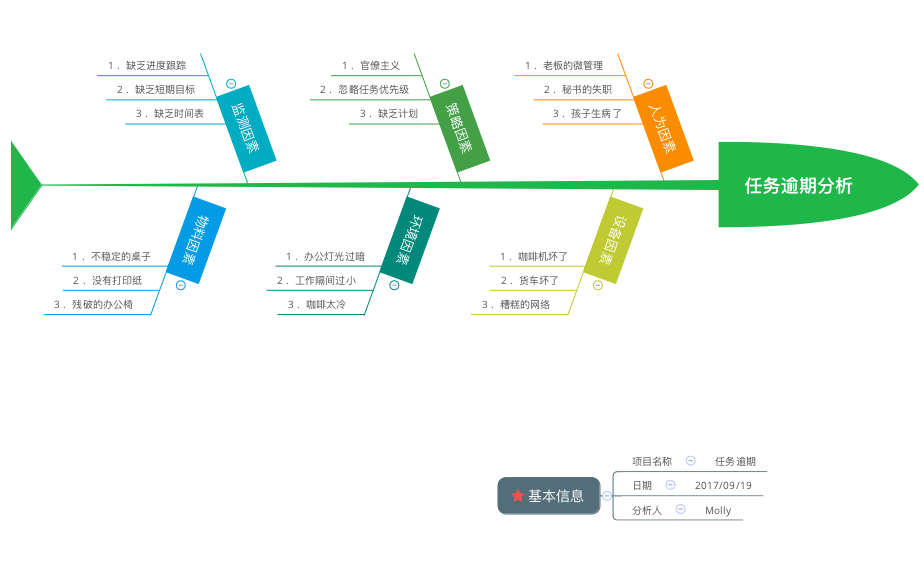 1． 缺乏进度跟踪
2． 缺乏短期目标
3． 缺乏时间表
监测因素
1． 官僚主义
2． 忽略任务优先级
3． 缺乏计划
策略因素
1． 老板的微管理
2． 秘书的失职
3． 孩子生病了
人为因素
任务逾期分析
物料因素
1． 不稳定的桌子
2． 没有打印纸
3． 残破的办公椅
环境因素
1． 办公灯光过暗
2． 工作隔间过小
3． 咖啡太冷
设备因素
1． 咖啡机坏了
2． 货车坏了
3． 糟糕的网络
基本信息
项目名称 任务逾期
日期 2017/09/19
分析人 Molly